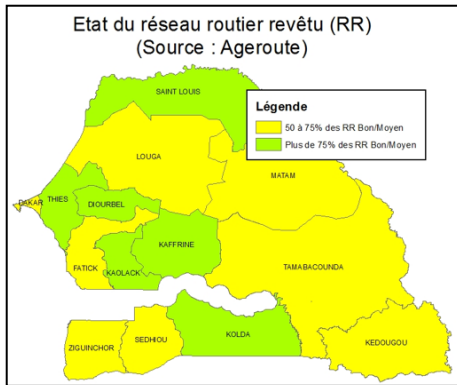 Etat du réseau routier revêtu (RR)
(Source : Ageroute)
SAINT LOUIS
Légende
50 à 75% des RR Bon/Moyen
Plus de 75% des RR Bon/Moyen
LOUGA
MATAM
DAKAR
THIES
DIOURBEL
KAFFRINE
FATICK
KAOLACK
TAMABACOUNDA
ZIGUINCHOR
SEDHIOU
KOLDA
KEDOUGOU